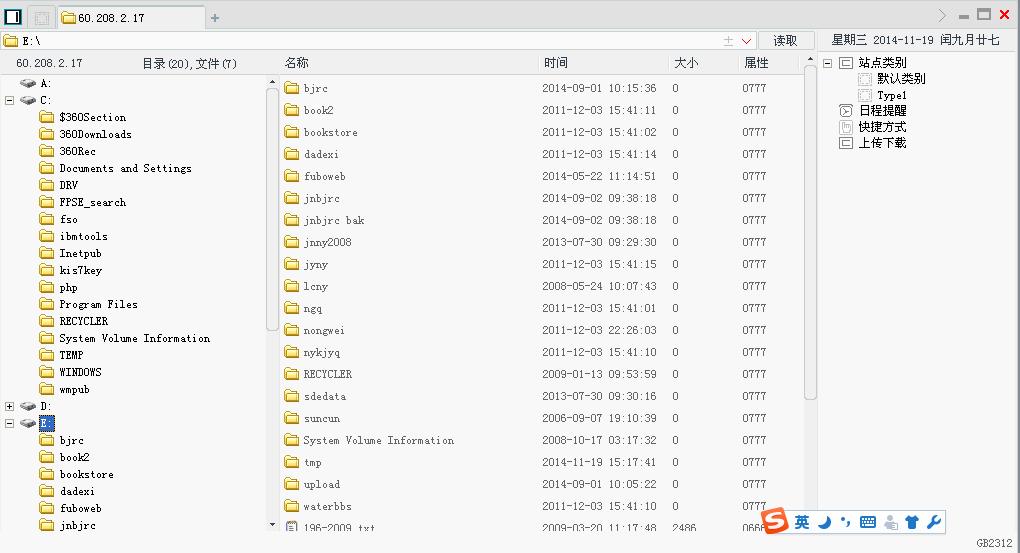 60.208.2.17
E:\ 读取 星期三 2014-11-19 闰九月廿七
60.208.2.17 目录(20),文件(7) 名称 时间 大小 属性
A:
C:
$360Section
360Downloads
360Rec
Documents and Settings
DRV
FPSE_search
fso
ibmtools
Inetpub
kis7key
php
Program Files
RECYCLER
System Volume Information
TEMP
WINDOWS
wmpub
D:
E:
bjrc
book2
bookstore
dadexi
fuboweb
jnbjrc
bjrc 2014-09-01 10:15:36 0 0777
book2 2011-12-03 15:41:11 0 0777
bookstore 2011-12-03 15:41:02 0 0777
dadexi 2011-12-03 15:41:14 0 0777
fuboweb 2014-05-22 11:14:51 0 0777
jnbjrc 2014-09-02 09:38:18 0 0777
jnbjrc bak 2014-09-02 09:38:18 0 0777
jnny2008 2013-07-30 09:29:30 0 0777
jyny 2011-12-03 15:41:15 0 0777
lcny 2008-05-24 10:07:43 0 0777
ngq 2011-12-03 15:41:01 0 0777
nongwei 2011-12-03 22:26:03 0 0777
nykjyq 2011-12-03 15:41:10 0 0777
RECYCLER 2009-01-13 09:53:59 0 0777
sdedata 2013-07-30 09:30:16 0 0777
suncun 2006-09-07 19:10:39 0 0777
System Volume Information 2008-10-17 03:17:32 0 0777
tmp 2014-11-19 15:17:41 0 0777
upload 2014-09-01 10:05:22 0 0777
waterbbs 2011-12-03 15:41:10 0 0777
196-2009.txt 2009-03-20 11:17:48 2486 0666
站点类别
默认类别
Type1
日程提醒
快捷方式
上传下载
S 英
GB2312